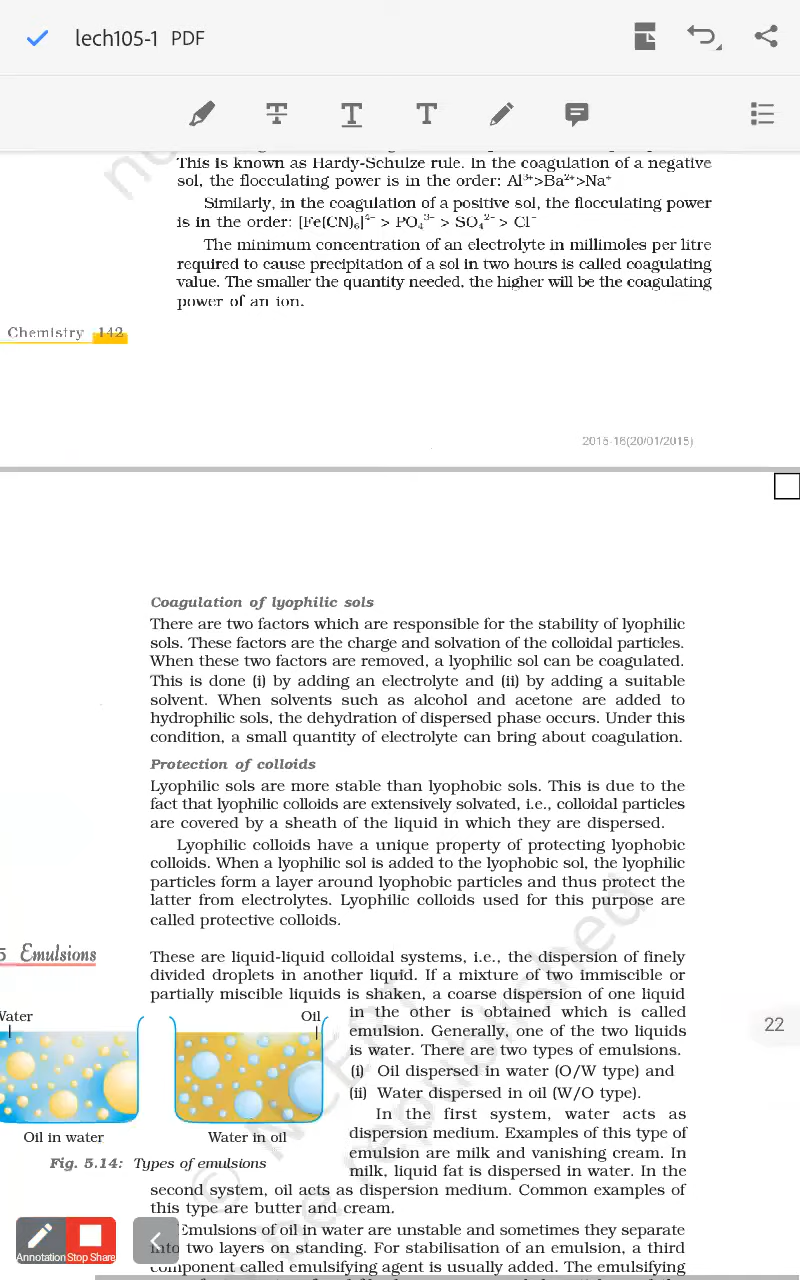 lech105-1 PDF
This is known as Hardy-Schulze rule. In the coagulation of a negative
sol, the flocculating power is in the order: Al³⁺>Ba²⁺>Na⁺
Similarly, in the coagulation of a positive sol, the flocculating power
is in the order: [Fe(CN)₆]⁴⁻ > PO₄³⁻ > SO₄²⁻ > Cl⁻
The minimum concentration of an electrolyte in millimoles per litre
required to cause precipitation of a sol in two hours is called coagulating
value. The smaller the quantity needed, the higher will be the coagulating
power of an ion.
Chemistry 142
2015-16(20/01/2015)
Coagulation of lyophilic sols
There are two factors which are responsible for the stability of lyophilic
sols. These factors are the charge and solvation of the colloidal particles.
When these two factors are removed, a lyophilic sol can be coagulated.
This is done (i) by adding an electrolyte and (ii) by adding a suitable
solvent. When solvents such as alcohol and acetone are added to
hydrophilic sols, the dehydration of dispersed phase occurs. Under this
condition, a small quantity of electrolyte can bring about coagulation.
Protection of colloids
Lyophilic sols are more stable than lyophobic sols. This is due to the
fact that lyophilic colloids are extensively solvated, i.e., colloidal particles
are covered by a sheath of the liquid in which they are dispersed.
Lyophilic colloids have a unique property of protecting lyophobic
colloids. When a lyophilic sol is added to the lyophobic sol, the lyophilic
particles form a layer around lyophobic particles and thus protect the
latter from electrolytes. Lyophilic colloids used for this purpose are
called protective colloids.
5 Emulsions
These are liquid-liquid colloidal systems, i.e., the dispersion of finely
divided droplets in another liquid. If a mixture of two immiscible or
partially miscible liquids is shaken, a coarse dispersion of one liquid
in the other is obtained which is called
emulsion. Generally, one of the two liquids
is water. There are two types of emulsions.
(i) Oil dispersed in water (O/W type) and
(ii) Water dispersed in oil (W/O type).
In the first system, water acts as
dispersion medium. Examples of this type of
emulsion are milk and vanishing cream. In
milk, liquid fat is dispersed in water. In the
second system, oil acts as dispersion medium. Common examples of
this type are butter and cream.
Water
Oil
Oil in water
Water in oil
Fig. 5.14: Types of emulsions
22
Emulsions of oil in water are unstable and sometimes they separate
into two layers on standing. For stabilisation of an emulsion, a third
component called emulsifying agent is usually added. The emulsifying
Annotation Stop Share
© NCERT
be republished